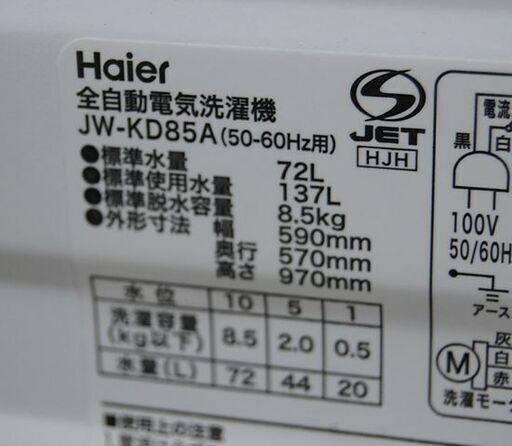 Haier
全自動電気洗濯機
JW-KD85A(50-60Hz用)
●標準水量 72L
●標準使用水量 137L
●標準脱水容量 8.5kg
●外形寸法 幅 590mm
奥行 570mm
高さ 970mm
S
JET
HJH
水位 10 5 1
洗濯容量(kg以下) 8.5 2.0 0.5
水量(L) 72 44 20
■使用上の注意
電流
黒
白
100V
50/60H
アース
灰
白
赤
M
洗濯モータ